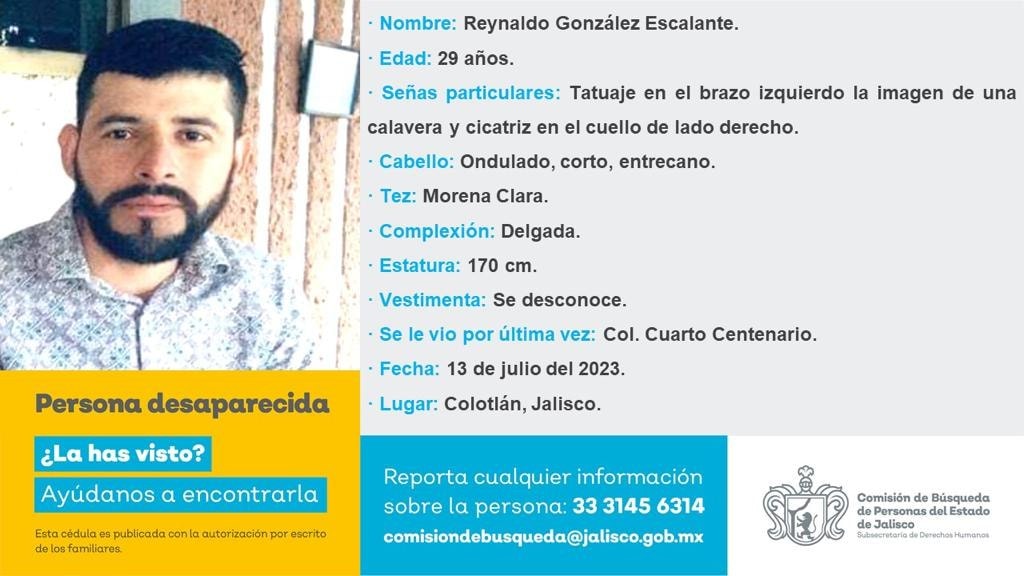 · Nombre: Reynaldo González Escalante.
· Edad: 29 años.
· Señas particulares: Tatuaje en el brazo izquierdo la imagen de una
calavera y cicatriz en el cuello de lado derecho.
· Cabello: Ondulado, corto, entrecano.
· Tez: Morena Clara.
· Complexión: Delgada.
· Estatura: 170 cm.
· Vestimenta: Se desconoce.
· Se le vio por última vez: Col. Cuarto Centenario.
· Fecha: 13 de julio del 2023.
· Lugar: Colotlán, Jalisco.
Persona desaparecida
¿La has visto?
Ayúdanos a encontrarla
Esta cédula es publicada con la autorización por escrito
de los familiares.
Reporta cualquier información
sobre la persona: 33 3145 6314
comisiondebusqueda@jalisco.gob.mx
Comisión de Búsqueda
de Personas del Estado
de Jalisco
Subsecretaría de Derechos Humanos